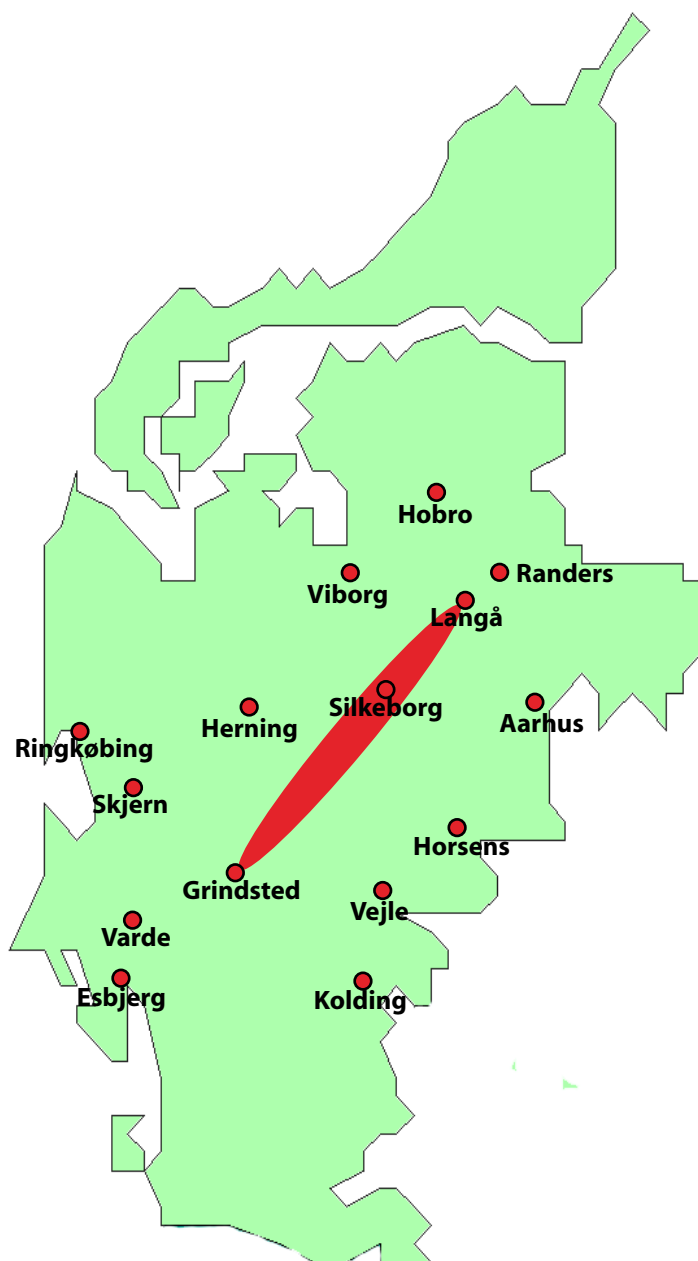 Hobro
Randers
Viborg
Langå
Silkeborg
Herning
Aarhus
Ringkøbing
Skjern
Horsens
Grindsted
Vejle
Varde
Esbjerg
Kolding